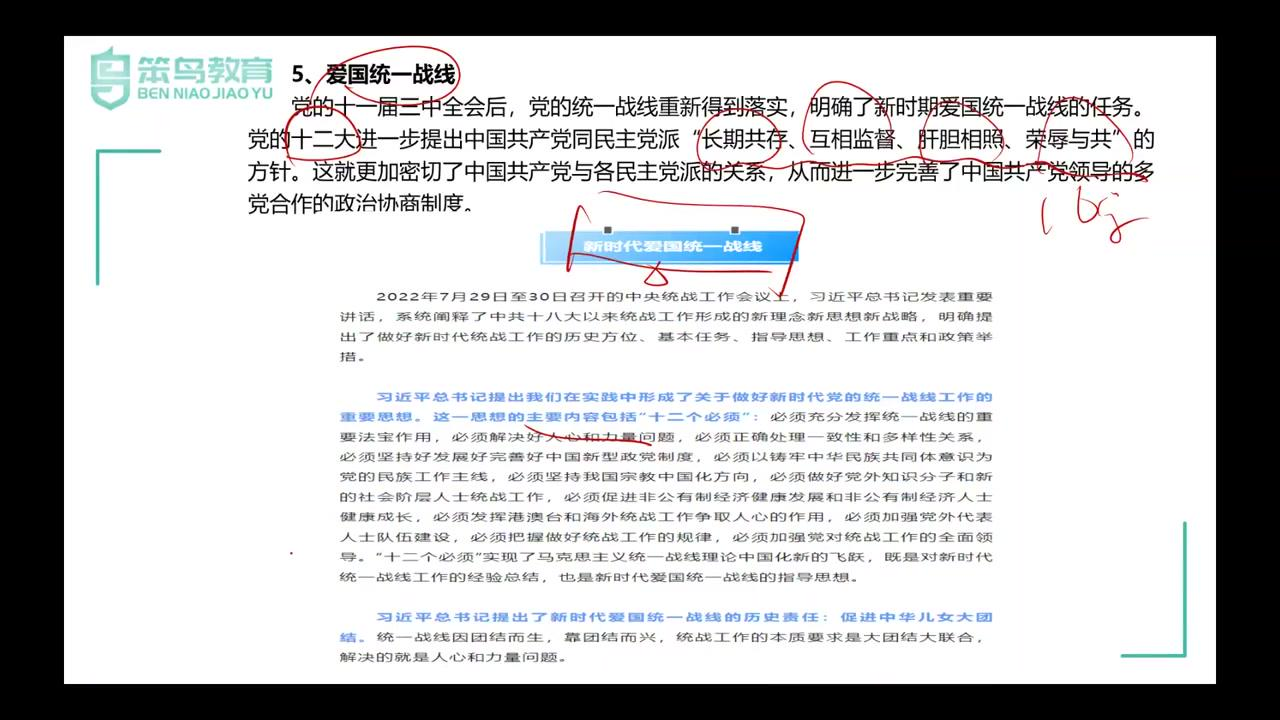 笨鸟教育
BEN NIAO JIAO YU
5、爱国统一战线
党的十一届三中全会后，党的统一战线重新得到落实，明确了新时期爱国统一战线的任务。
党的十二大进一步提出中国共产党同民主党派“长期共存、互相监督、肝胆相照、荣辱与共”的
方针。这就更加密切了中国共产党与各民主党派的关系，从而进一步完善了中国共产党领导的多
党合作的政治协商制度。
新时代爱国统一战线
2022年7月29日至30日召开的中央统战工作会议上，习近平总书记发表重要
讲话，系统阐释了中共十八大以来统战工作形成的新理念新思想新战略，明确提
出了做好新时代统战工作的历史方位、基本任务、指导思想、工作重点和政策举
措。
习近平总书记提出我们在实践中形成了关于做好新时代党的统一战线工作的
重要思想。这一思想的主要内容包括“十二个必须”：必须充分发挥统一战线的重
要法宝作用，必须解决好人心和力量问题，必须正确处理一致性和多样性关系，
必须坚持好发展好完善好中国新型政党制度，必须以铸牢中华民族共同体意识为
党的民族工作主线，必须坚持我国宗教中国化方向，必须做好党外知识分子和新
的社会阶层人士统战工作，必须促进非公有制经济健康发展和非公有制经济人士
健康成长，必须发挥港澳台和海外统战工作争取人心的作用，必须加强党外代表
人士队伍建设，必须把握做好统战工作的规律，必须加强党对统战工作的全面领
导。“十二个必须”实现了马克思主义统一战线理论中国化新的飞跃，既是对新时代
统一战线工作的经验总结，也是新时代爱国统一战线的指导思想。
习近平总书记提出了新时代爱国统一战线的历史责任：促进中华儿女大团
结。统一战线因团结而生，靠团结而兴，统战工作的本质要求是大团结大联合，
解决的就是人心和力量问题。